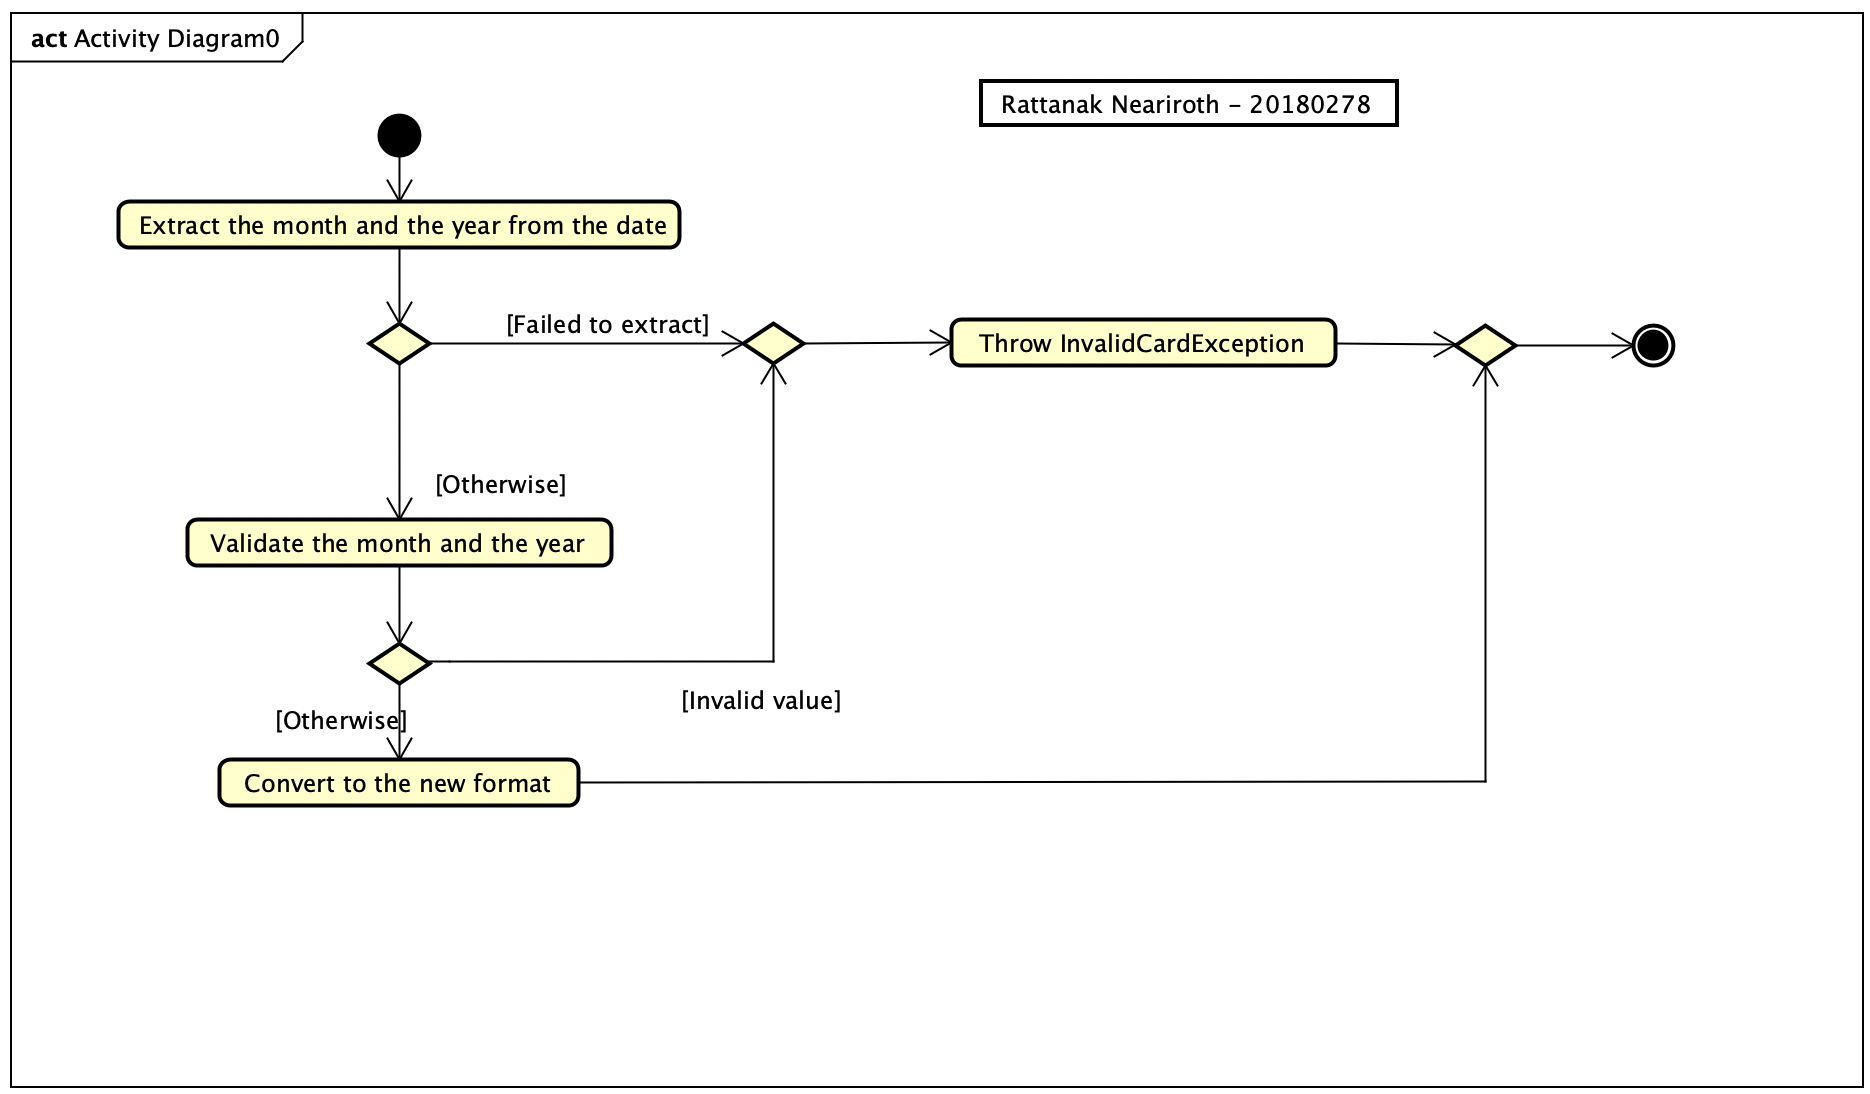 act Activity Diagram0
Rattanak Neariroth – 20180278
Extract the month and the year from the date
[Failed to extract]
Throw InvalidCardException
[Otherwise]
Validate the month and the year
[Invalid value]
[Otherwise]
Convert to the new format